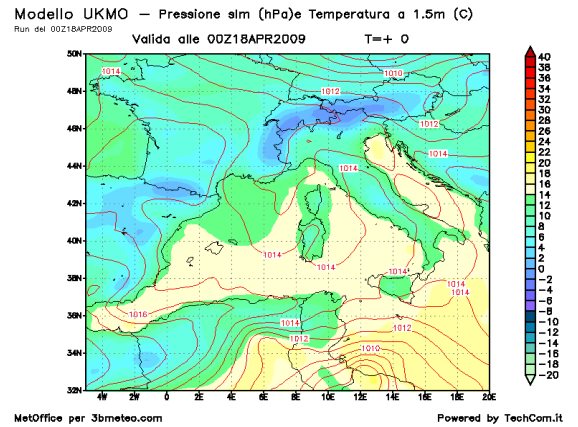 Modello UKMO – Pressione slm (hPa)e Temperatura a 1.5m (C)
Run del 00Z18APR2009
Valida alle 00Z18APR2009 T=+ 0
50N
48N
46N
44N
42N
40N
38N
36N
34N
32N
4W 2W 0 2E 4E 6E 8E 10E 12E 14E 16E 18E 20E
1014
1010
1012
1012
1014
1014
1014
1014
1014
1014
1014
1016
1014
1012
1012
1010
40
38
36
34
32
30
28
26
24
22
20
18
16
14
12
10
8
6
4
2
0
-2
-4
-6
-8
-10
-12
-14
-16
-18
-20
MetOffice per 3bmeteo.com
Powered by TechCom.it